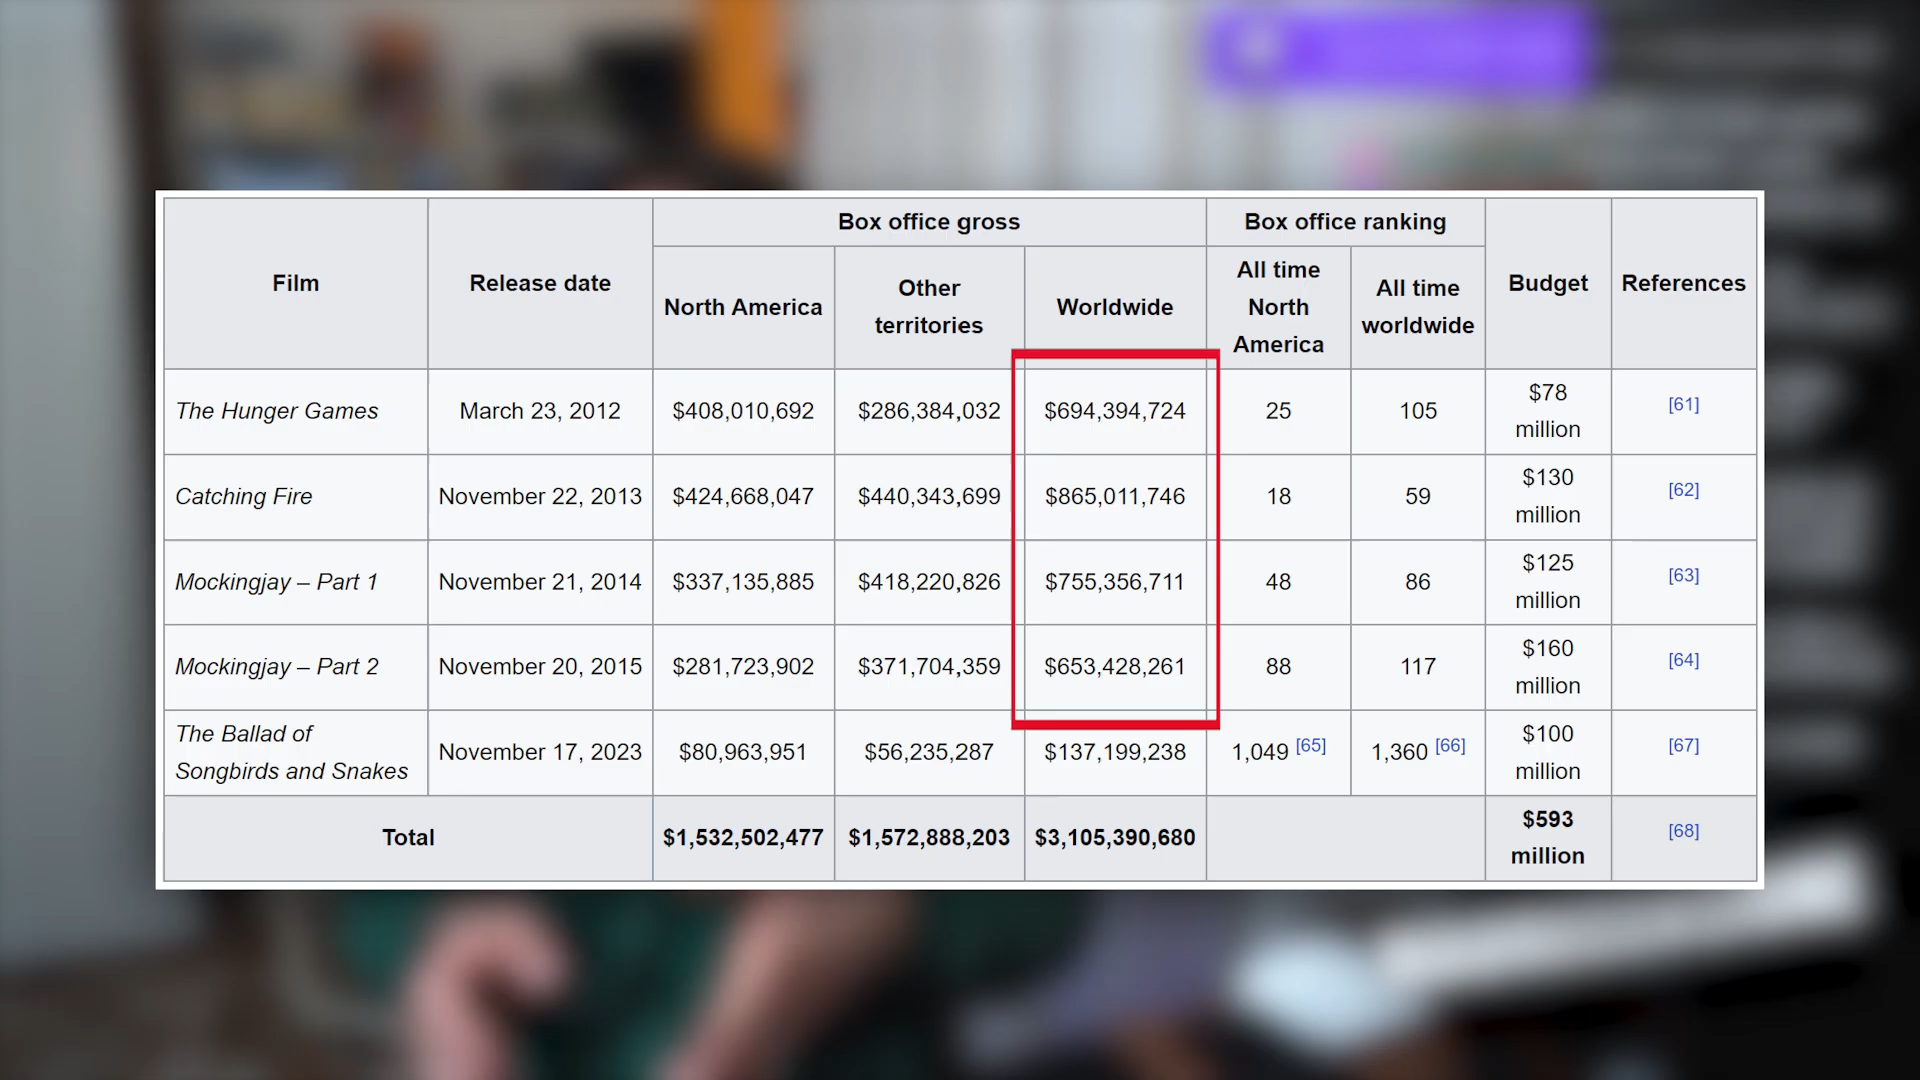 Film Release date Box office gross Box office ranking Budget References
North America Other territories Worldwide All time North America All time worldwide
The Hunger Games March 23, 2012 $408,010,692 $286,384,032 $694,394,724 25 105 $78 million [61]
Catching Fire November 22, 2013 $424,668,047 $440,343,699 $865,011,746 18 59 $130 million [62]
Mockingjay – Part 1 November 21, 2014 $337,135,885 $418,220,826 $755,356,711 48 86 $125 million [63]
Mockingjay – Part 2 November 20, 2015 $281,723,902 $371,704,359 $653,428,261 88 117 $160 million [64]
The Ballad of Songbirds and Snakes November 17, 2023 $80,963,951 $56,235,287 $137,199,238 1,049 [65] 1,360 [66] $100 million [67]
Total $1,532,502,477 $1,572,888,203 $3,105,390,680 $593 million [68]